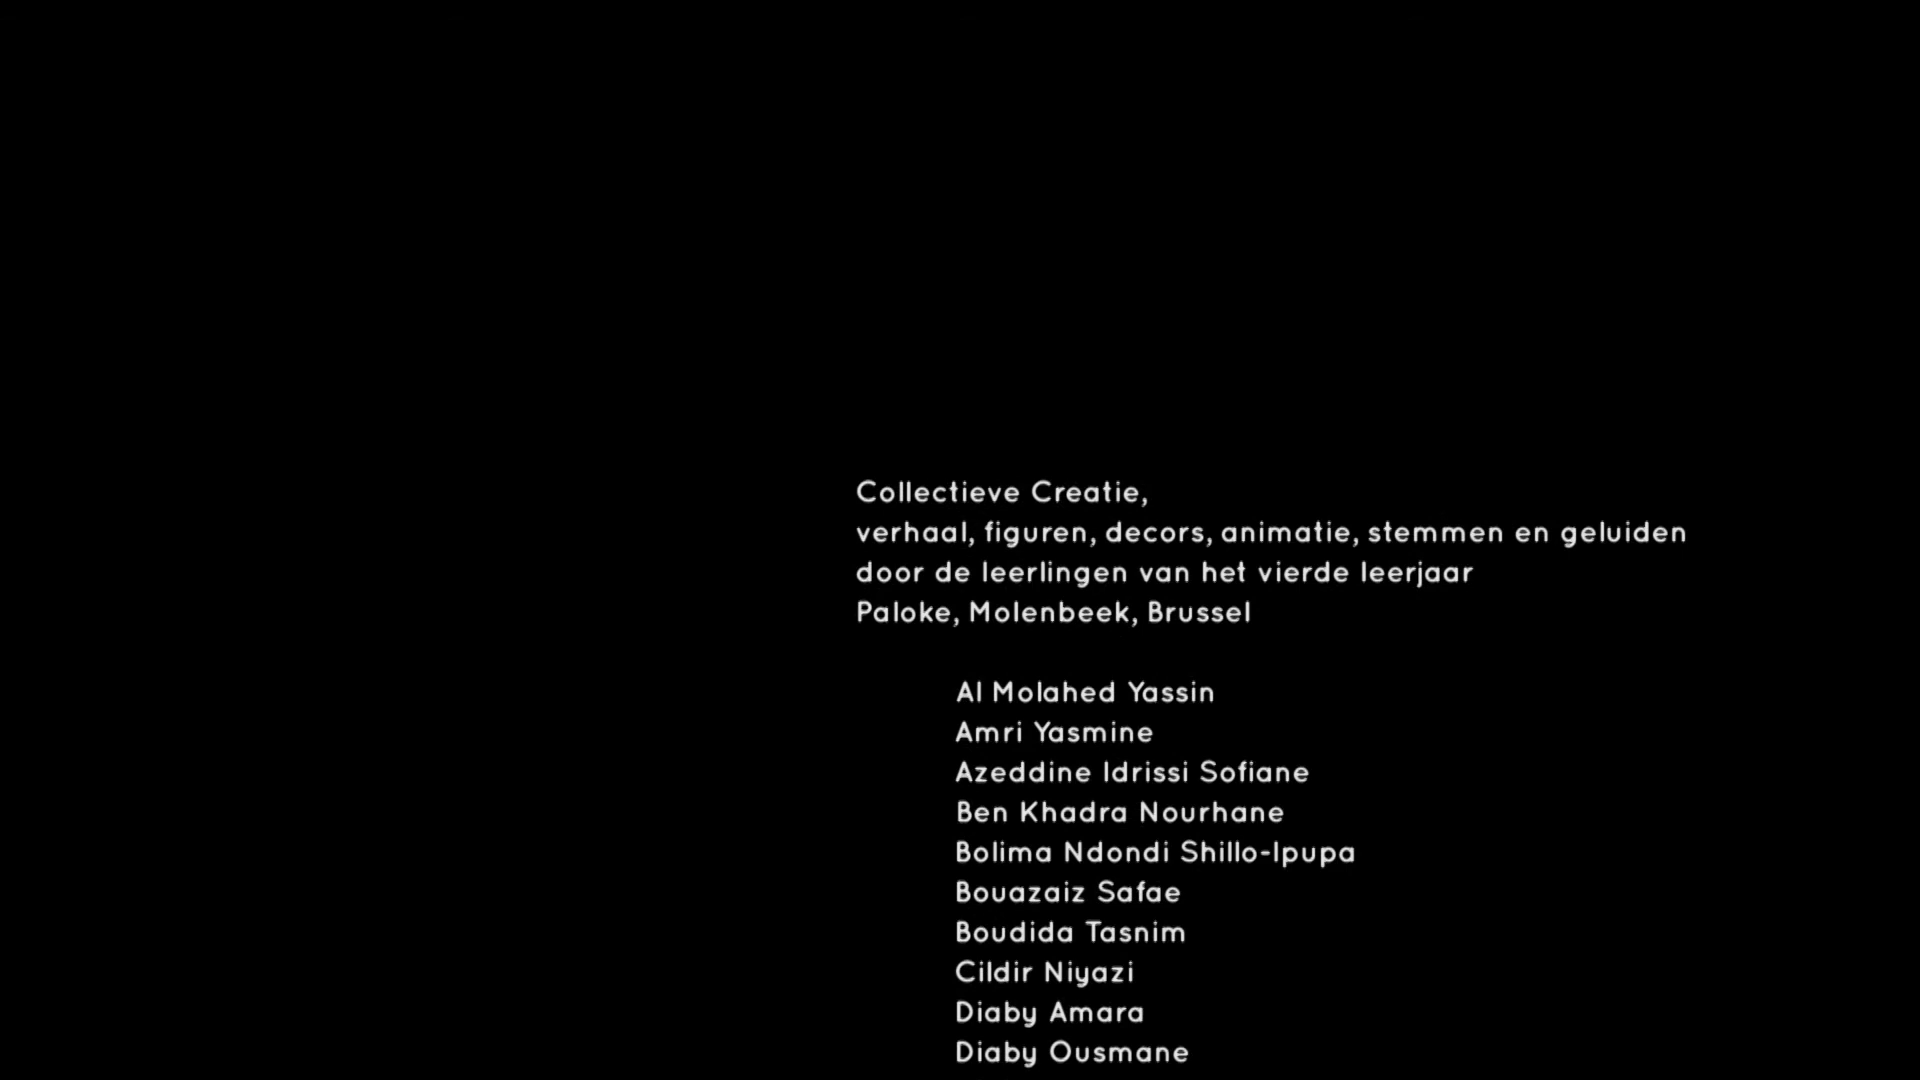 Collectieve Creatie,
verhaal, figuren, decors, animatie, stemmen en geluiden
door de leerlingen van het vierde leerjaar
Paloke, Molenbeek, Brussel
Al Molahed Yassin
Amri Yasmine
Azeddine Idrissi Sofiane
Ben Khadra Nourhane
Bolima Ndondi Shillo-Ipupa
Bouazaiz Safae
Boudida Tasnim
Cildir Niyazi
Diaby Amara
Diaby Ousmane